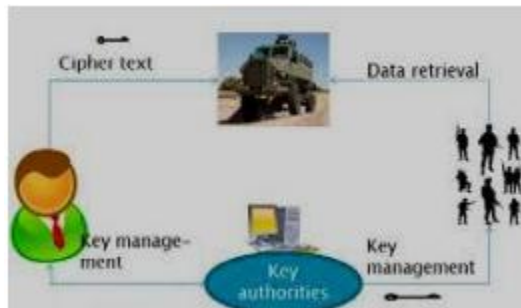 Cipher text
Data retrieval
Key manage-
ment
Key
management
Key
authorities